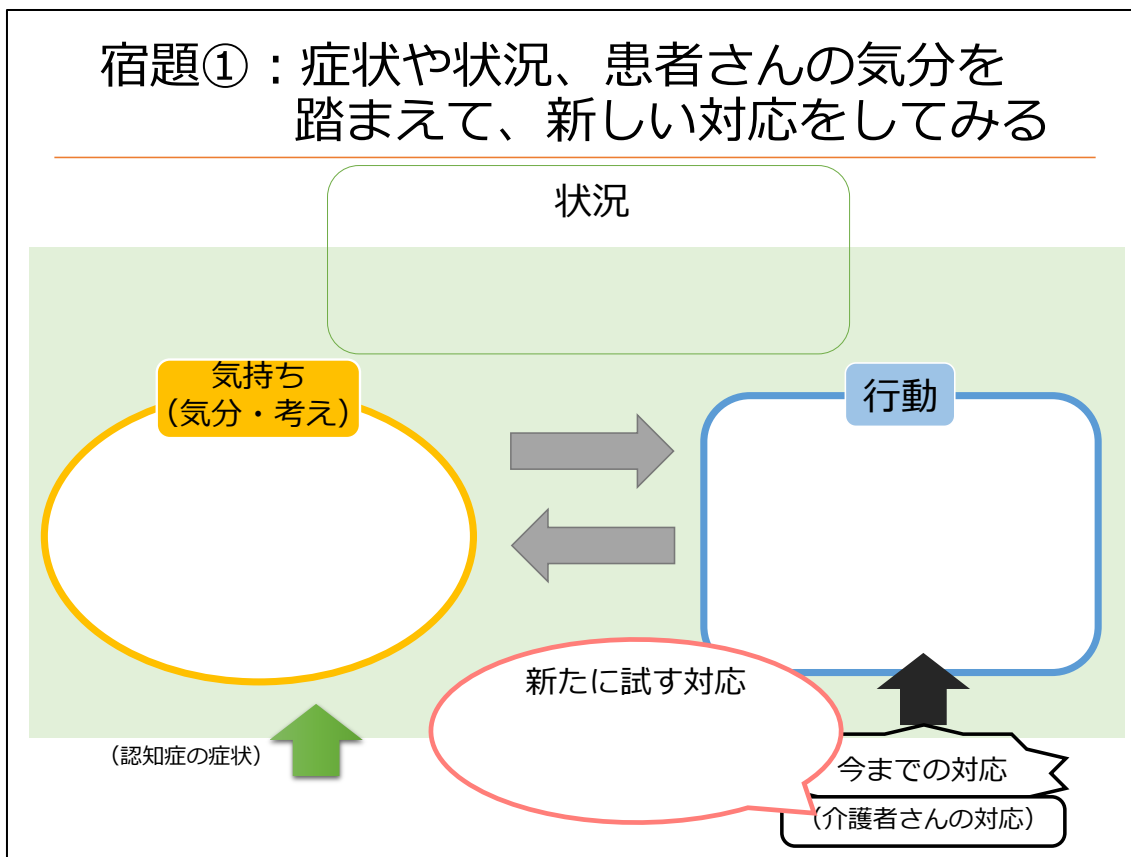 宿題①：症状や状況、患者さんの気分を
踏まえて、新しい対応をしてみる
状況
気持ち
（気分・考え）
行動
新たに試す対応
（認知症の症状）
今までの対応
（介護者さんの対応）